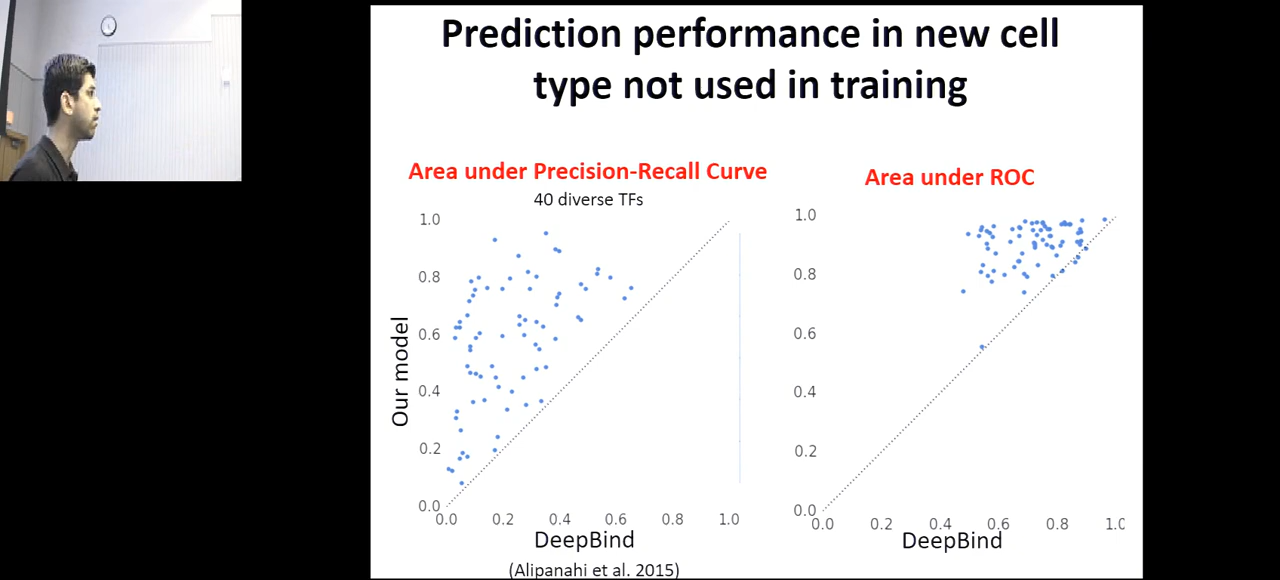 Prediction performance in new cell
type not used in training
Area under Precision-Recall Curve
40 diverse TFs
Area under ROC
1.0
0.8
0.6
0.4
0.2
0.0
Our model
0.0 0.2 0.4 0.6 0.8 1.0
DeepBind
(Alipanahi et al. 2015)
1.0
0.8
0.6
0.4
0.2
0.0
0.0 0.2 0.4 0.6 0.8 1.0
DeepBind